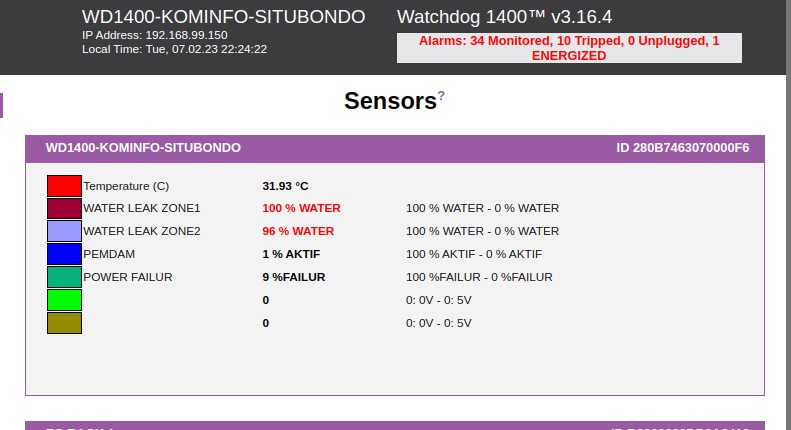 WD1400-KOMINFO-SITUBONDO
IP Address: 192.168.99.150
Local Time: Tue, 07.02.23 22:24:22
Watchdog 1400™ v3.16.4
Alarms: 34 Monitored, 10 Tripped, 0 Unplugged, 1
ENERGIZED
Sensors?
WD1400-KOMINFO-SITUBONDO ID 280B7463070000F6
Temperature (C) 31.93 °C
WATER LEAK ZONE1 100 % WATER 100 % WATER - 0 % WATER
WATER LEAK ZONE2 96 % WATER 100 % WATER - 0 % WATER
PEMDAM 1 % AKTIF 100 % AKTIF - 0 % AKTIF
POWER FAILUR 9 %FAILUR 100 %FAILUR - 0 %FAILUR
0 0: 0V - 0: 5V
0 0: 0V - 0: 5V